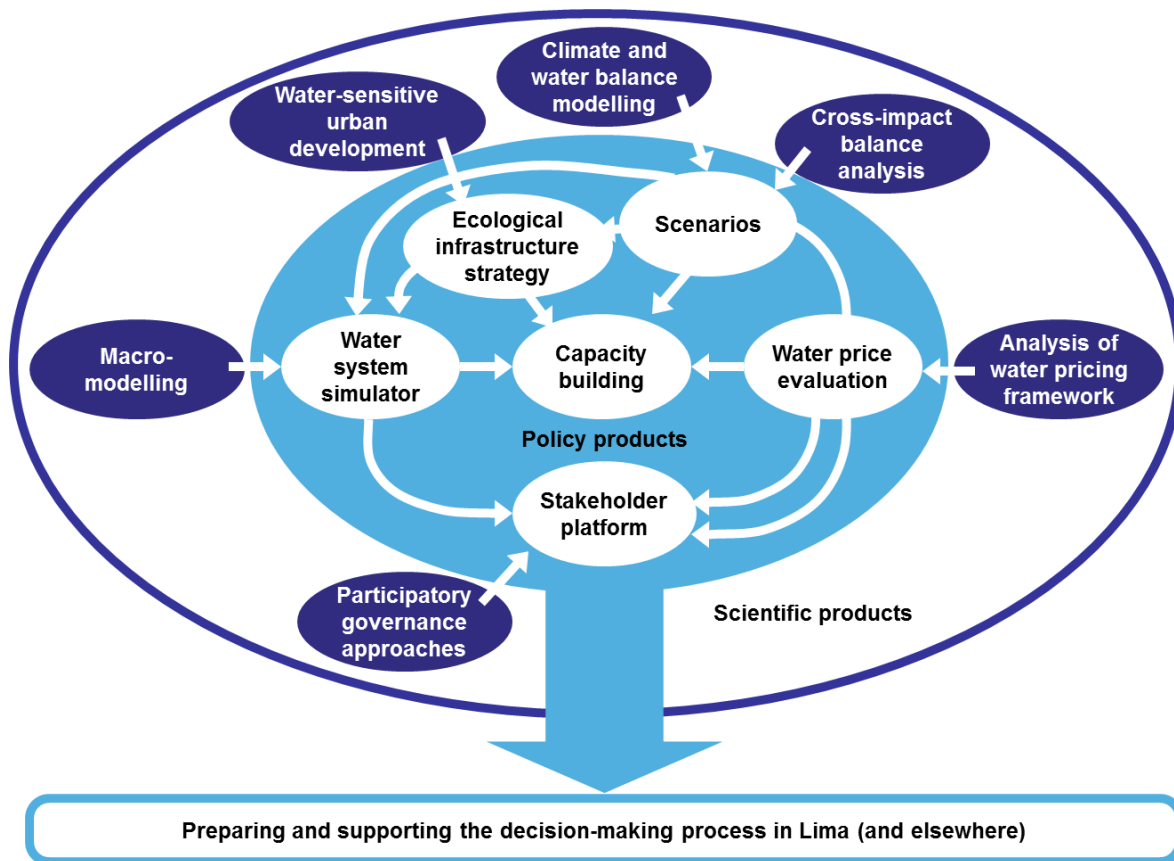 Climate and
water balance
modelling
Water-sensitive
urban
development
Cross-impact
balance
analysis
Ecological
infrastructure
strategy
Scenarios
Macro-
modelling
Water
system
simulator
Capacity
building
Water price
evaluation
Analysis of
water pricing
framework
Policy products
Stakeholder
platform
Participatory
governance
approaches
Scientific products
Preparing and supporting the decision-making process in Lima (and elsewhere)